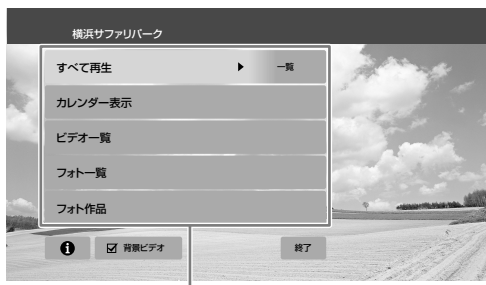 横浜サファリパーク
すべて再生 ▶ 一覧
カレンダー表示
ビデオ一覧
フォト一覧
フォト作品
背景ビデオ 終了